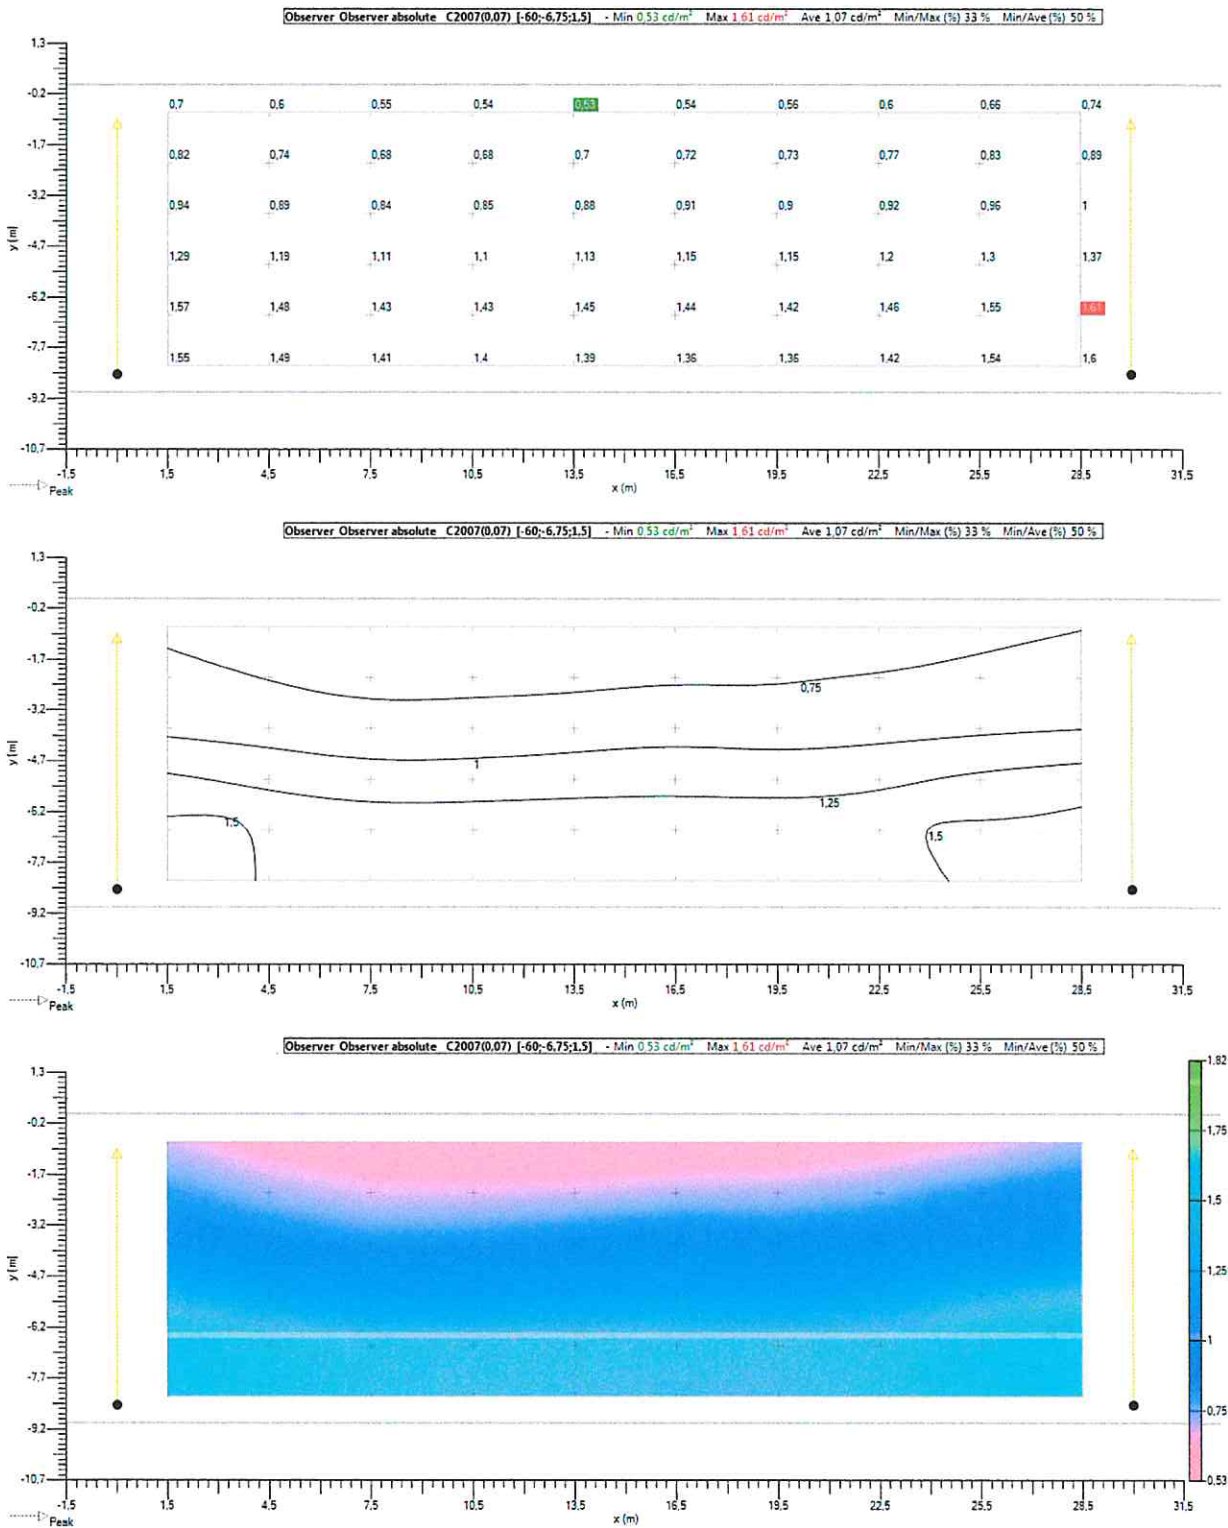 Observer Observer absolute C2007(0,07) [-60;-6,75;1,5] - Min 0,53 cd/m² Max 1,61 cd/m² Ave 1,07 cd/m² Min/Max (%) 33 % Min/Ave (%) 50 %
1.3
-0.2
0,7 0,6 0,55 0,54 0,53 0,54 0,56 0,6 0,66 0,74
-1.7
0,82 0,74 0,68 0,68 0,7 0,72 0,73 0,77 0,83 0,89
-3.2
0,94 0,89 0,84 0,85 0,88 0,91 0,9 0,92 0,96 1
y (m)
-4.7
1,29 1,19 1,11 1,1 1,13 1,15 1,15 1,2 1,3 1,37
-6.2
1,57 1,48 1,43 1,43 1,45 1,44 1,42 1,46 1,55 1,61
-7.7
1,55 1,49 1,41 1,4 1,39 1,36 1,36 1,42 1,54 1,6
-9.2
-10.7
-1.5 1.5 4.5 7.5 10.5 13.5 16.5 19.5 22.5 25.5 28.5 31.5
Peak
x (m)
Observer Observer absolute C2007(0,07) [-60;-6,75;1,5] - Min 0,53 cd/m² Max 1,61 cd/m² Ave 1,07 cd/m² Min/Max (%) 33 % Min/Ave (%) 50 %
1.3
-0.2
-1.7
0,75
-3.2
y (m)
-4.7
1
-6.2
1,25
1,5 1,5
-7.7
-9.2
-10.7
-1.5 1.5 4.5 7.5 10.5 13.5 16.5 19.5 22.5 25.5 28.5 31.5
Peak
x (m)
Observer Observer absolute C2007(0,07) [-60;-6,75;1,5] - Min 0,53 cd/m² Max 1,61 cd/m² Ave 1,07 cd/m² Min/Max (%) 33 % Min/Ave (%) 50 %
1.3
-0.2
-1.7
-3.2
y (m)
-4.7
-6.2
-7.7
-9.2
-10.7
1,82
1,75
1,5
1,25
1
0,75
0,53
-1.5 1.5 4.5 7.5 10.5 13.5 16.5 19.5 22.5 25.5 28.5 31.5
Peak
x (m)